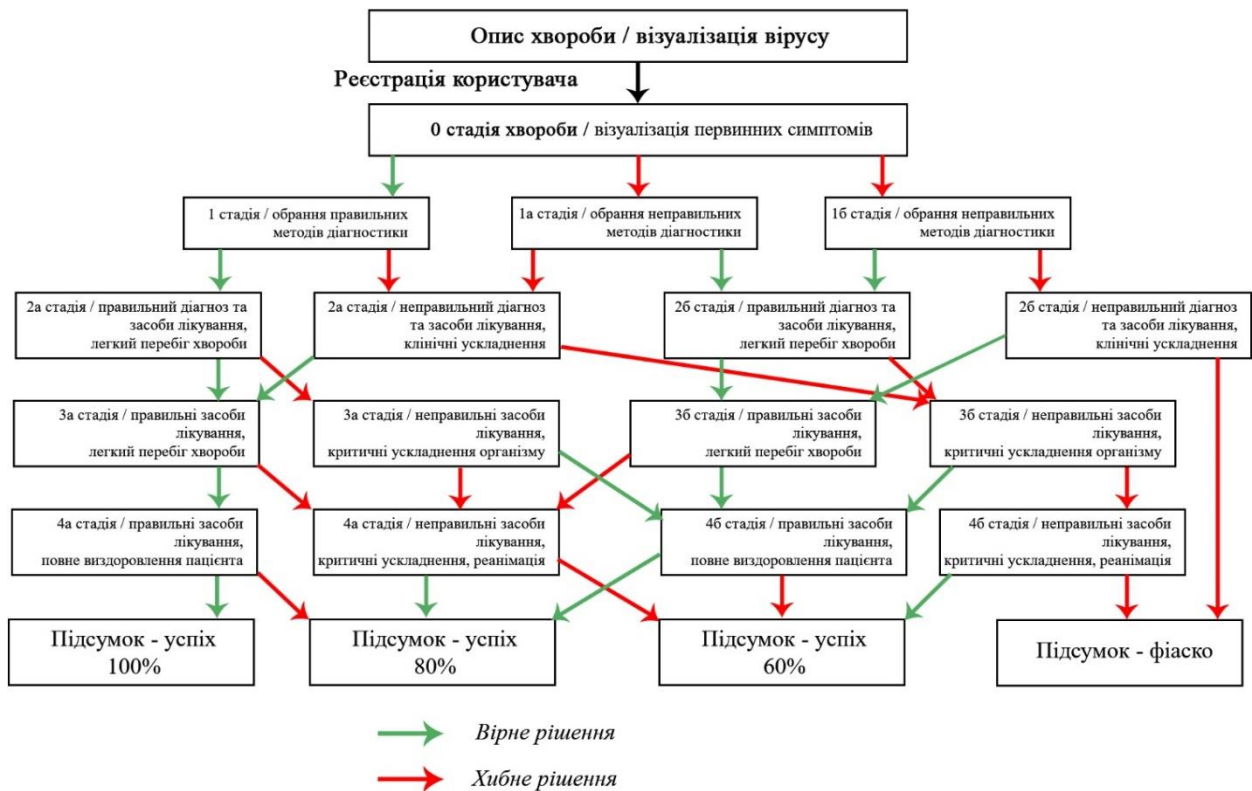 Опис хвороби / візуалізація вірусу
Реєстрація користувача
0 стадія хвороби / візуалізація первинних симптомів
1 стадія / обрання правильних
методів діагностики
1а стадія / обрання неправильних
методів діагностики
1б стадія / обрання неправильних
методів діагностики
2а стадія / правильний діагноз та
засоби лікування,
легкий перебіг хвороби
2а стадія / неправильний діагноз
та засоби лікування,
клінічні ускладнення
2б стадія / правильний діагноз та
засоби лікування,
легкий перебіг хвороби
2б стадія / неправильний діагноз
та засоби лікування,
клінічні ускладнення
3а стадія / правильні засоби
лікування,
легкий перебіг хвороби
3а стадія / неправильні засоби
лікування,
критичні ускладнення організму
3б стадія / правильні засоби
лікування,
легкий перебіг хвороби
3б стадія / неправильні засоби
лікування,
критичні ускладнення організму
4а стадія / правильні засоби
лікування,
повне виздоровлення пацієнта
4а стадія / неправильні засоби
лікування,
критичні ускладнення, реанімація
4б стадія / правильні засоби
лікування,
повне виздоровлення пацієнта
4б стадія / неправильні засоби
лікування,
критичні ускладнення, реанімація
Підсумок - успіх
100%
Підсумок - успіх
80%
Підсумок - успіх
60%
Підсумок - фіаско
Вірне рішення
Хибне рішення